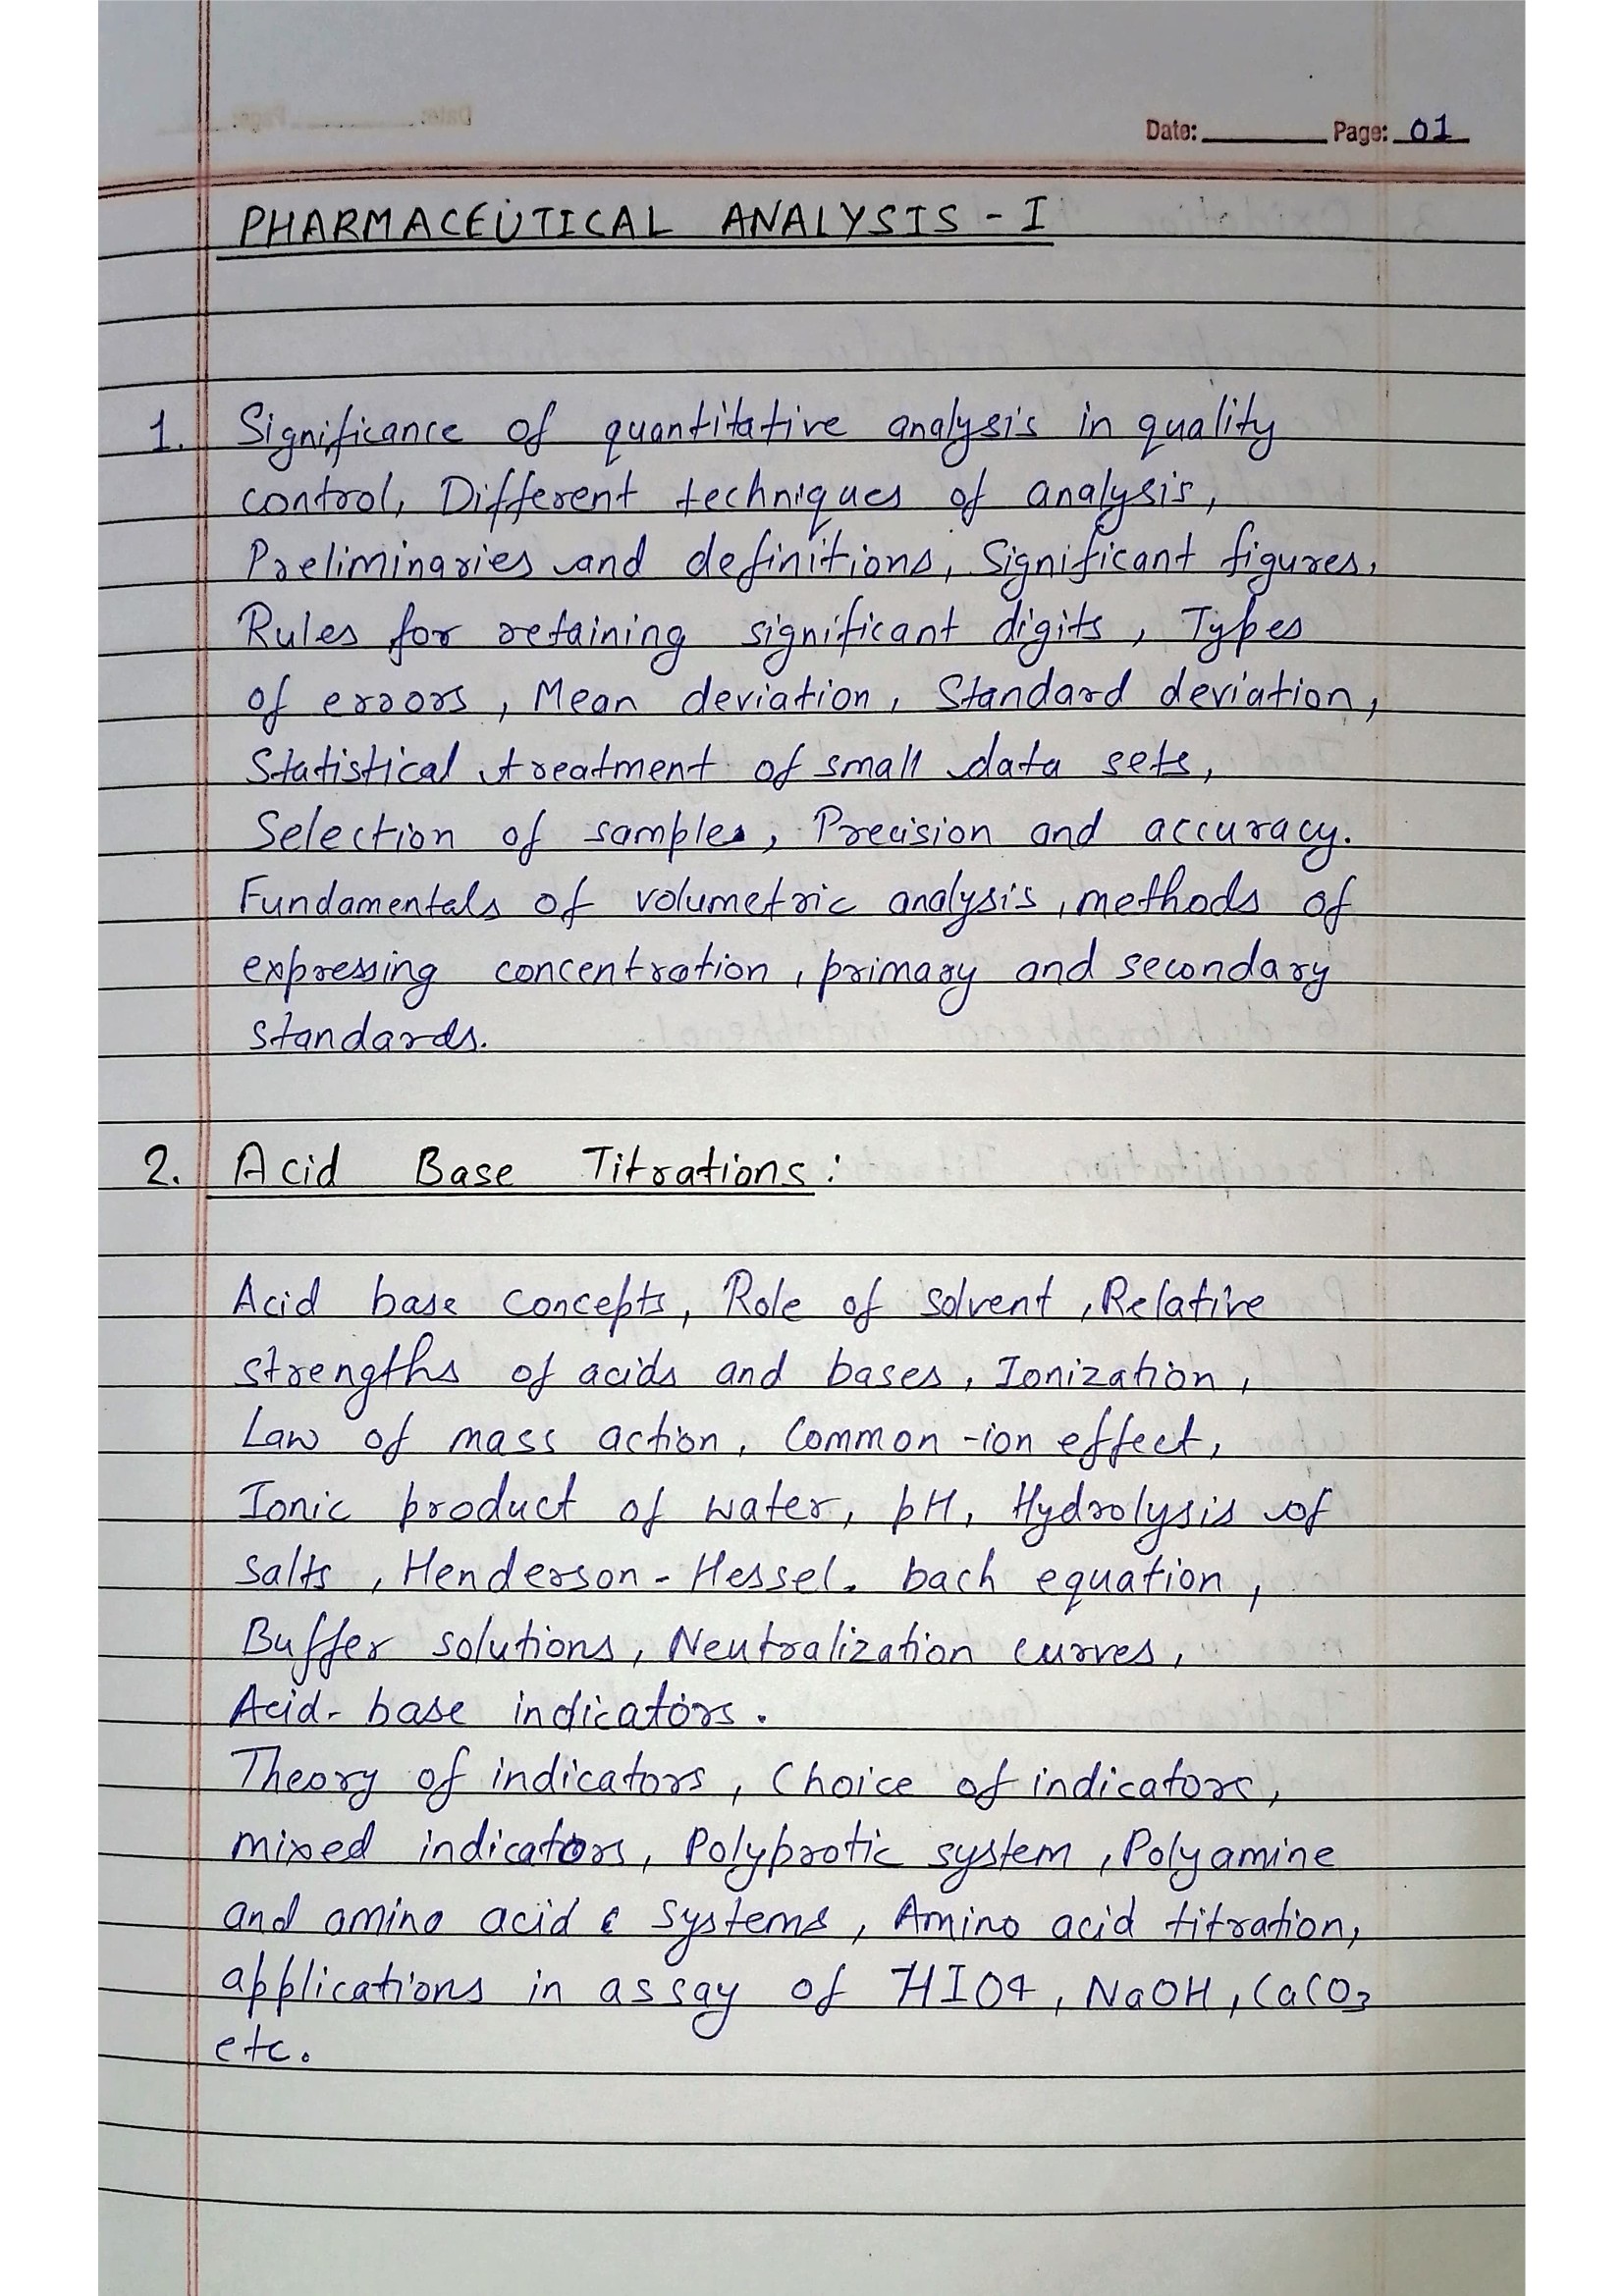 Date: Page: 01
PHARMACEUTICAL ANALYSIS - I
1. Significance of quantitative analysis in quality
control, Different techniques of analysis,
Preliminaries and definitions, Significant figures,
Rules for retaining significant digits, Types
of errors, Mean deviation, Standard deviation,
Statistical treatment of small data sets,
Selection of samples, Precision and accuracy.
Fundamentals of volumetric analysis, methods of
expressing concentration, primary and secondary
standards.
2. Acid Base Titrations:
Acid base concepts, Role of solvent, Relative
strengths of acids and bases, Ionization,
Law of mass action, Common-ion effect,
Ionic product of water, pH, Hydrolysis of
salts, Henderson-Hessel. bach equation,
Buffer solutions, Neutralization curves,
Acid-base indicators.
Theory of indicators, Choice of indicators,
mixed indicators, Polyprotic system, Polyamine
and amino acid systems, Amino acid titration,
applications in assay of HIO4, NaOH, CaCO3
etc.